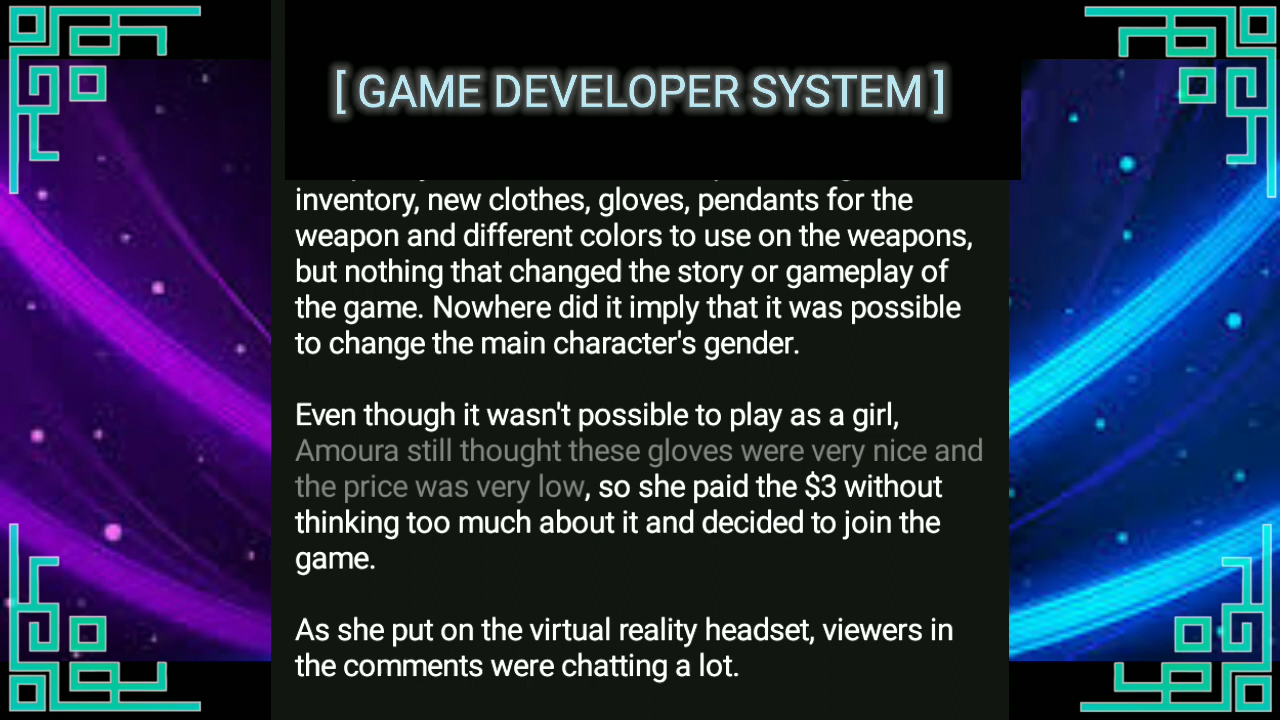 [ GAME DEVELOPER SYSTEM ]
inventory, new clothes, gloves, pendants for the
weapon and different colors to use on the weapons,
but nothing that changed the story or gameplay of
the game. Nowhere did it imply that it was possible
to change the main character's gender.
Even though it wasn't possible to play as a girl,
Amoura still thought these gloves were very nice and
the price was very low, so she paid the $3 without
thinking too much about it and decided to join the
game.
As she put on the virtual reality headset, viewers in
the comments were chatting a lot.